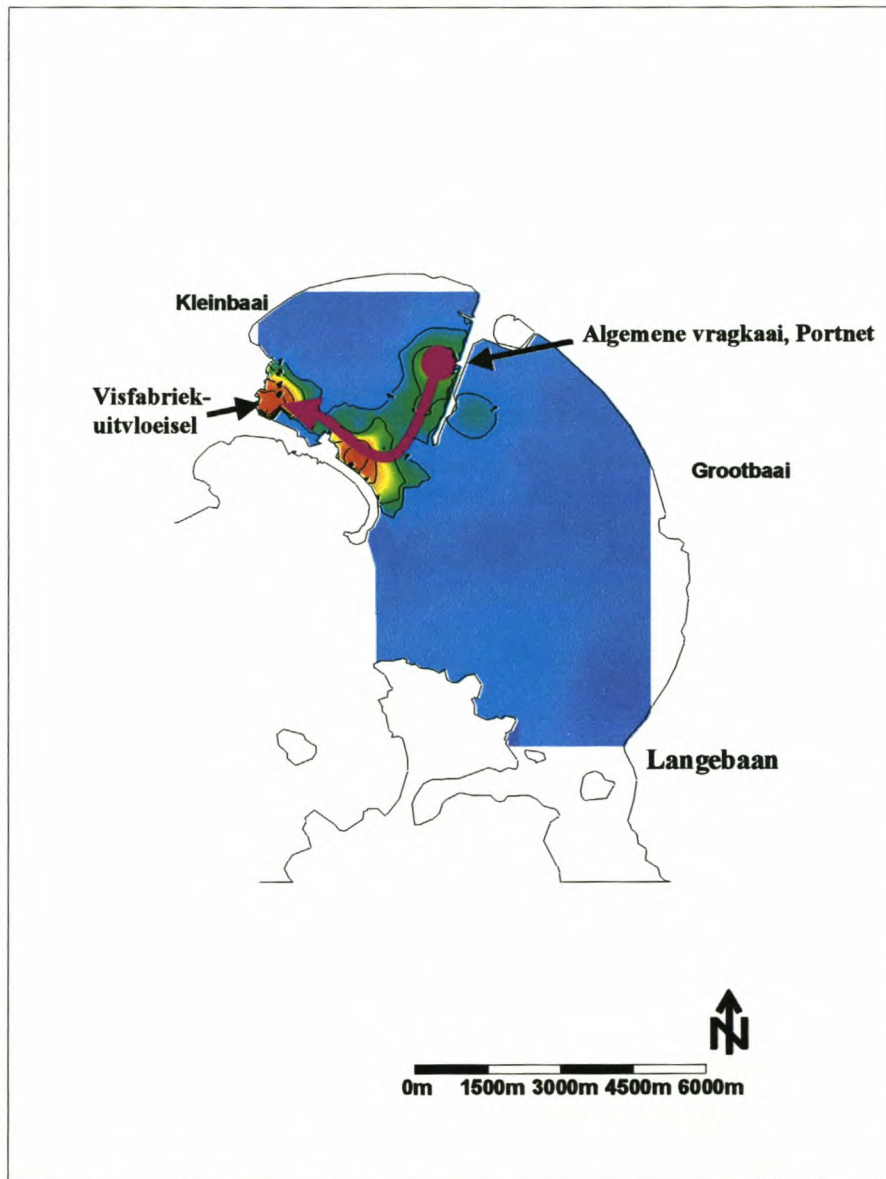 Kleinbaai
Algemene vragkaai, Portnet
Visfabriek-
uitvloeisel
Grootbaai
Langebaan
N
0m 1500m 3000m 4500m 6000m